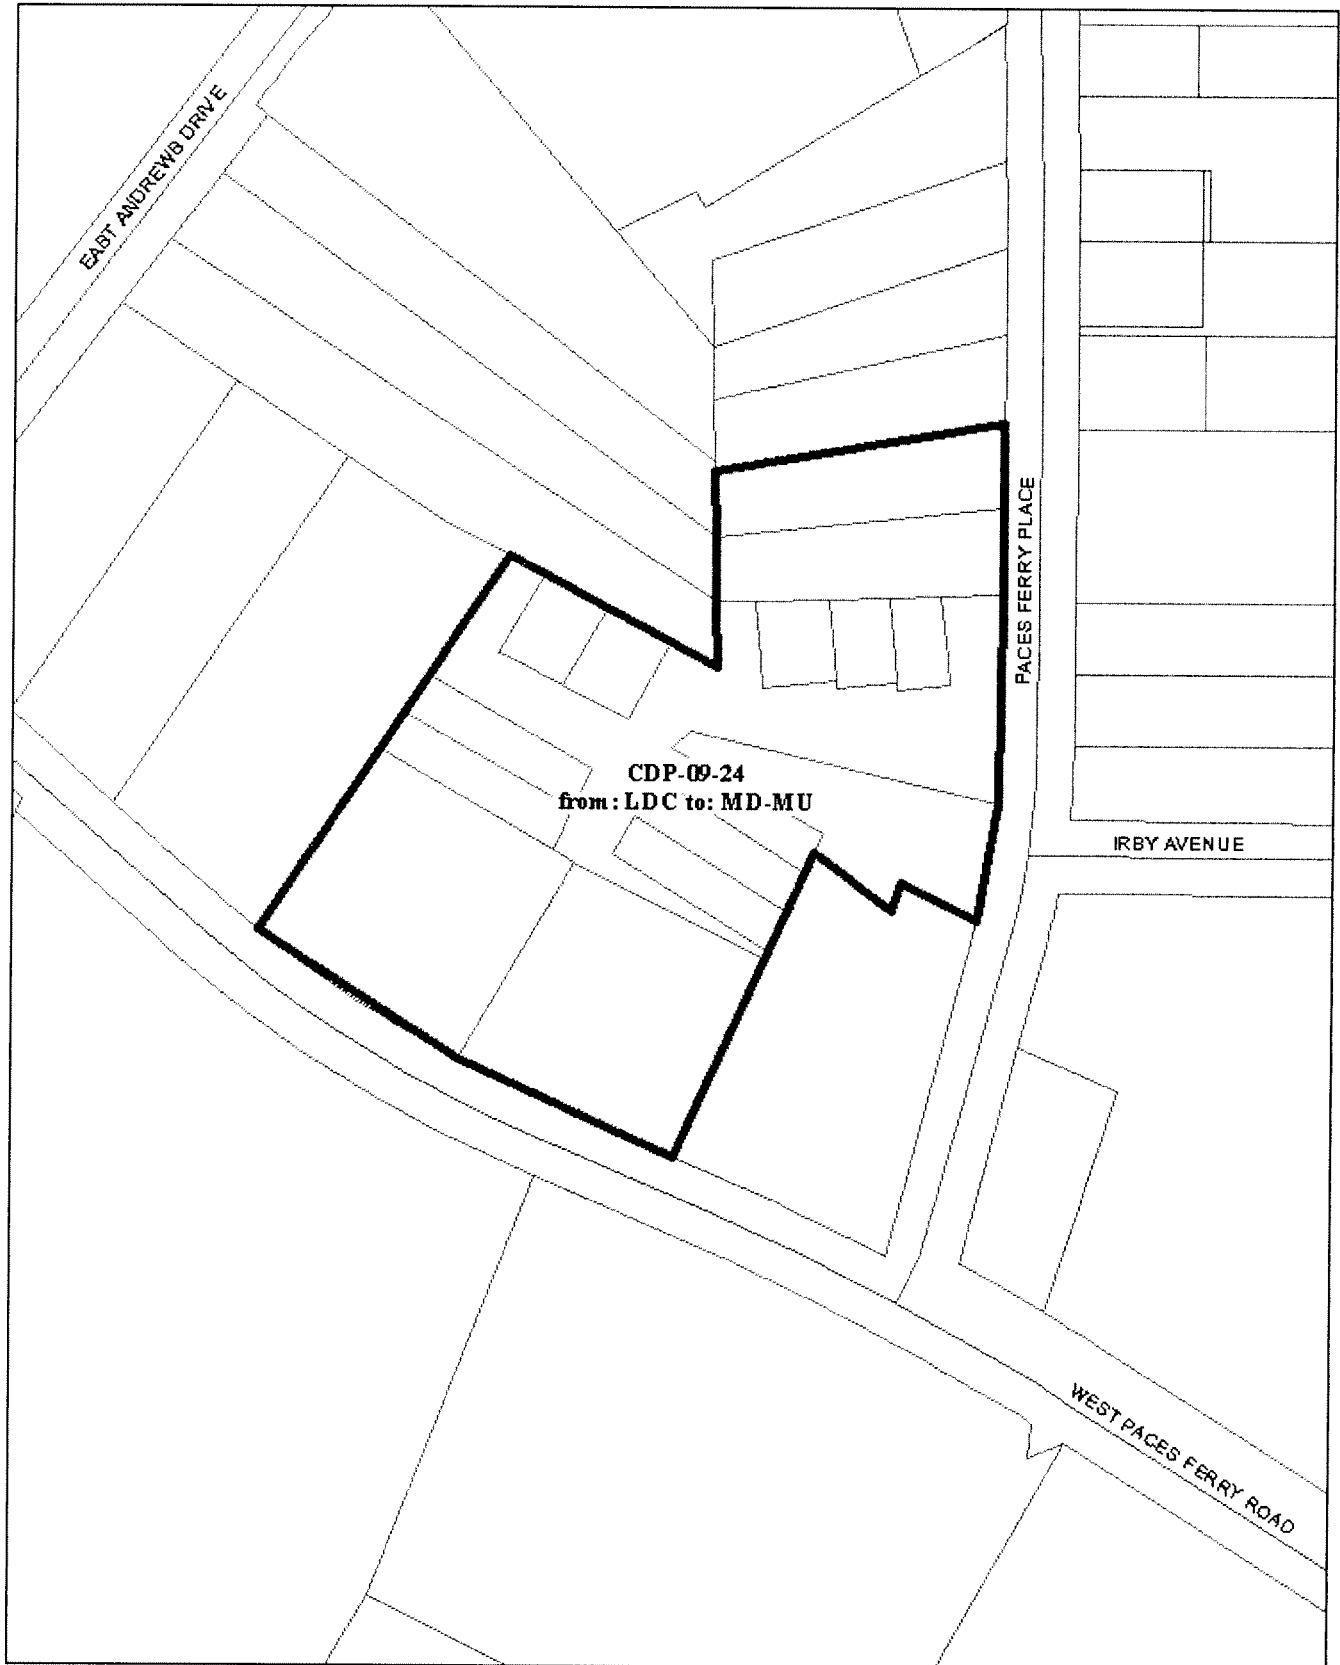 EAST ANDREWS DRIVE
PACES FERRY PLACE
CDP-09-24
from: LDC to: MD-MU
IRBY AVENUE
WEST PACES FERRY ROAD